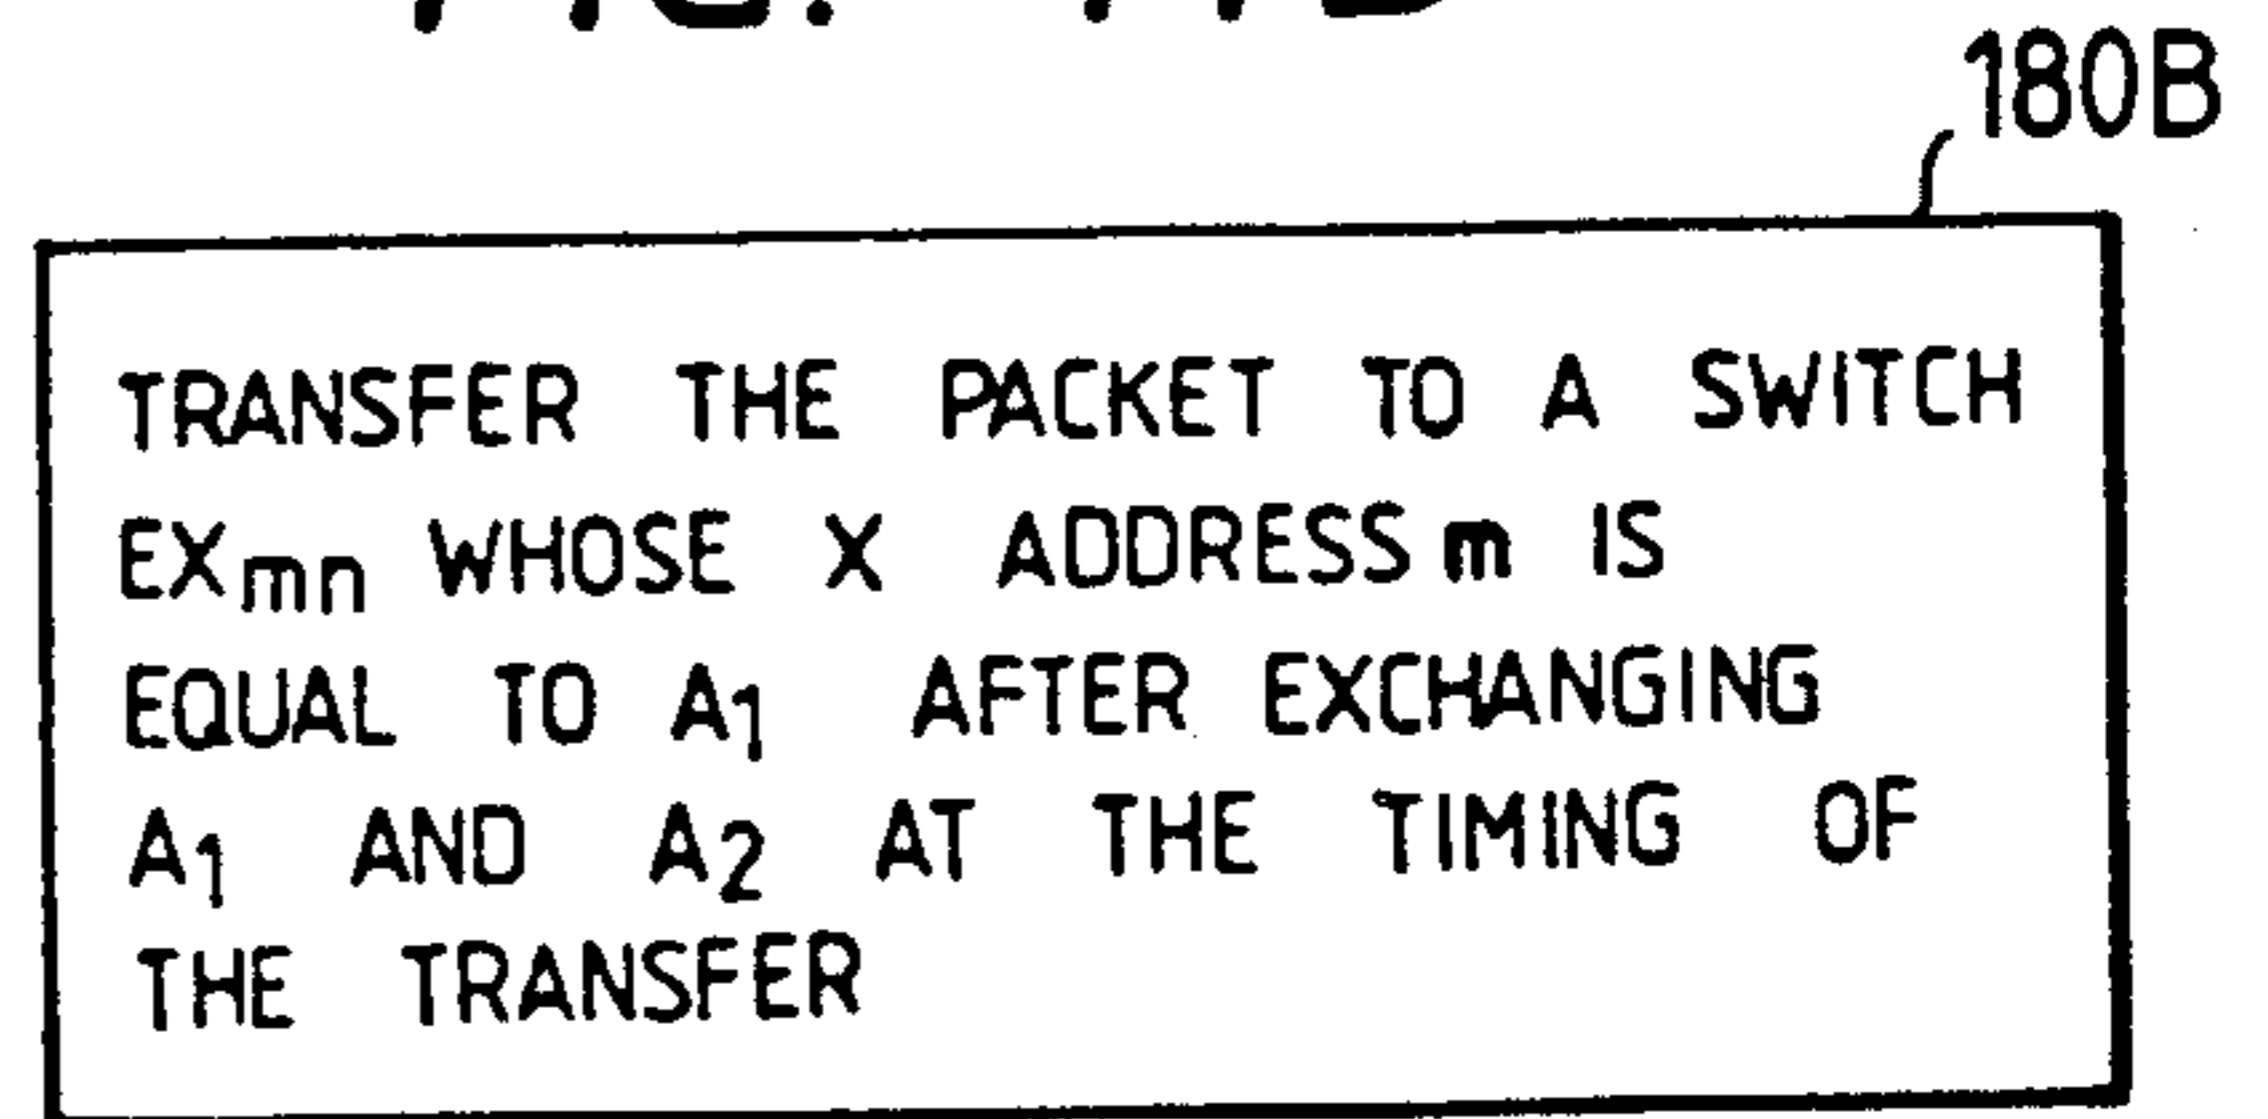 180B
TRANSFER THE PACKET TO A SWITCH
EXmn WHOSE X ADDRESS m IS
EQUAL TO A1 AFTER EXCHANGING
A1 AND A2 AT THE TIMING OF
THE TRANSFER